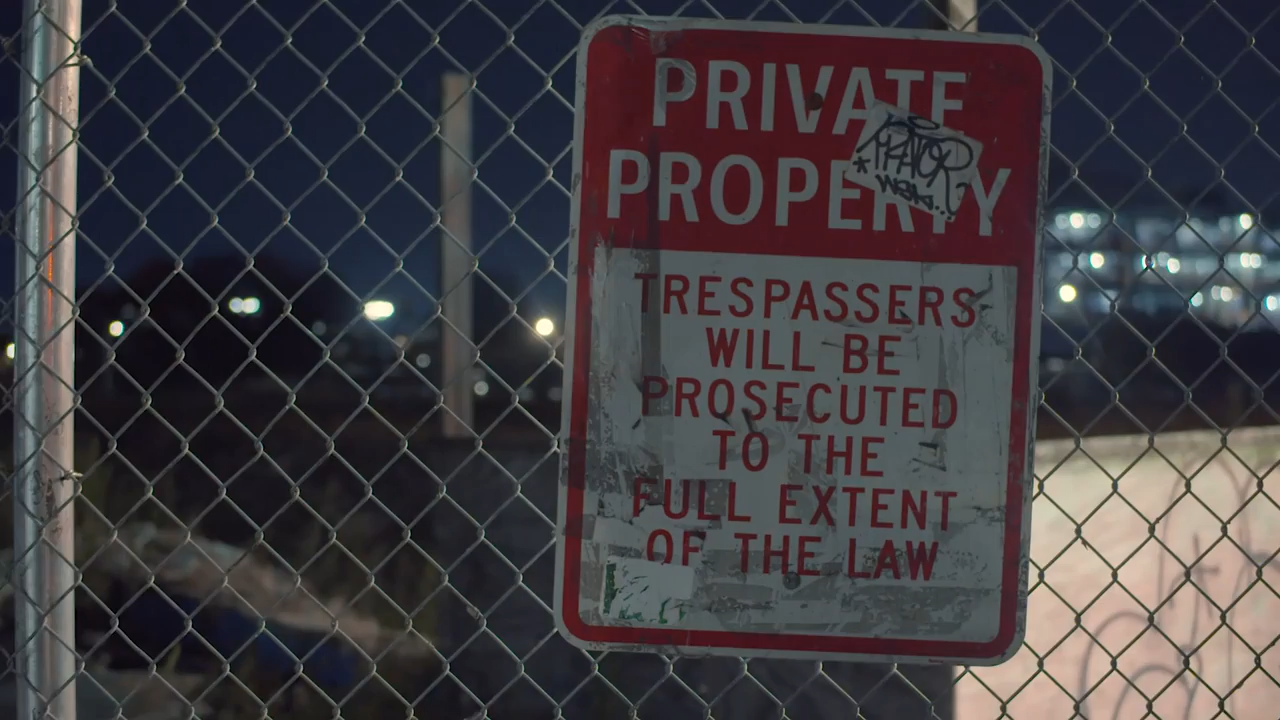 PRIVATE
PROPERTY
TRESPASSERS
WILL BE
PROSECUTED
TO THE
FULL EXTENT
OF THE LAW